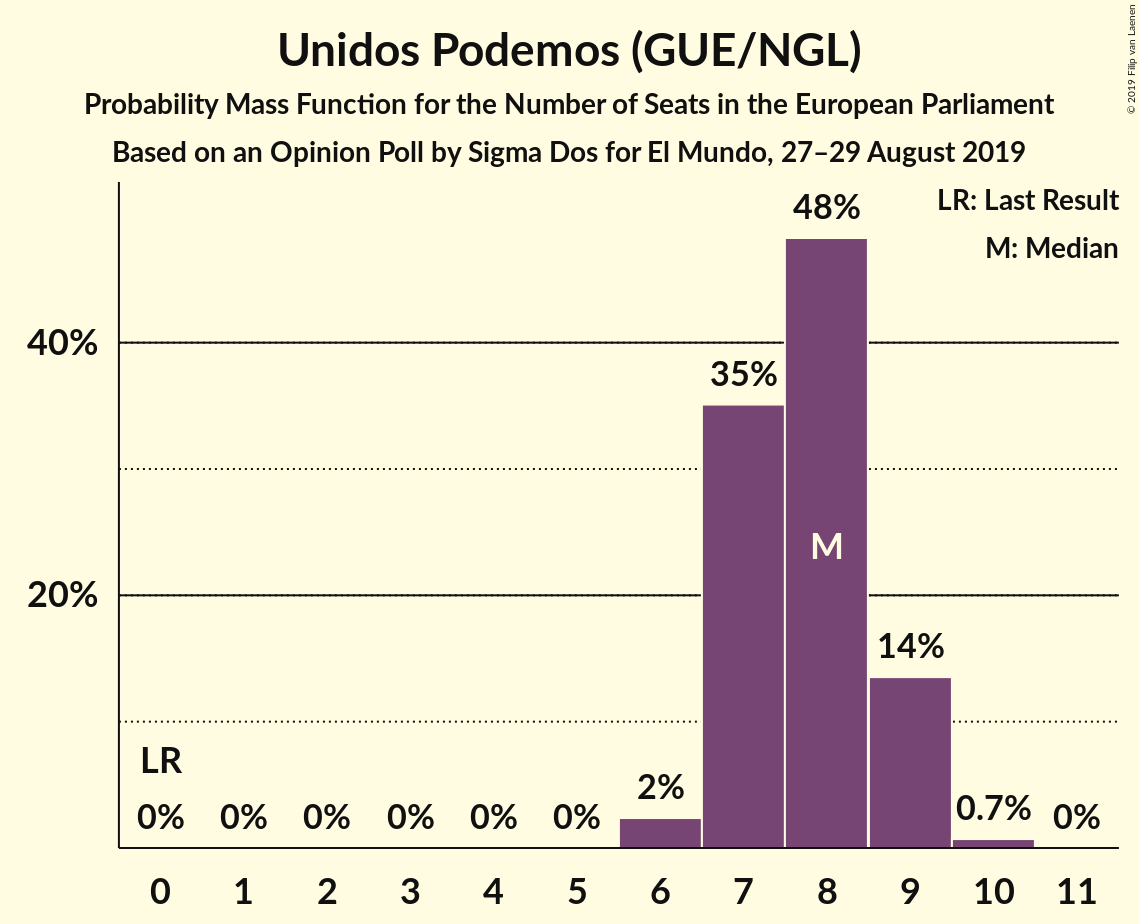 Unidos Podemos (GUE/NGL)
Probability Mass Function for the Number of Seats in the European Parliament
Based on an Opinion Poll by Sigma Dos for El Mundo, 27–29 August 2019
© 2019 Filip van Laenen
LR: Last Result
M: Median
48%
40%
35%
M
20%
14%
LR
0% 0% 0% 0% 0% 0% 2% 0.7% 0%
0 1 2 3 4 5 6 7 8 9 10 11